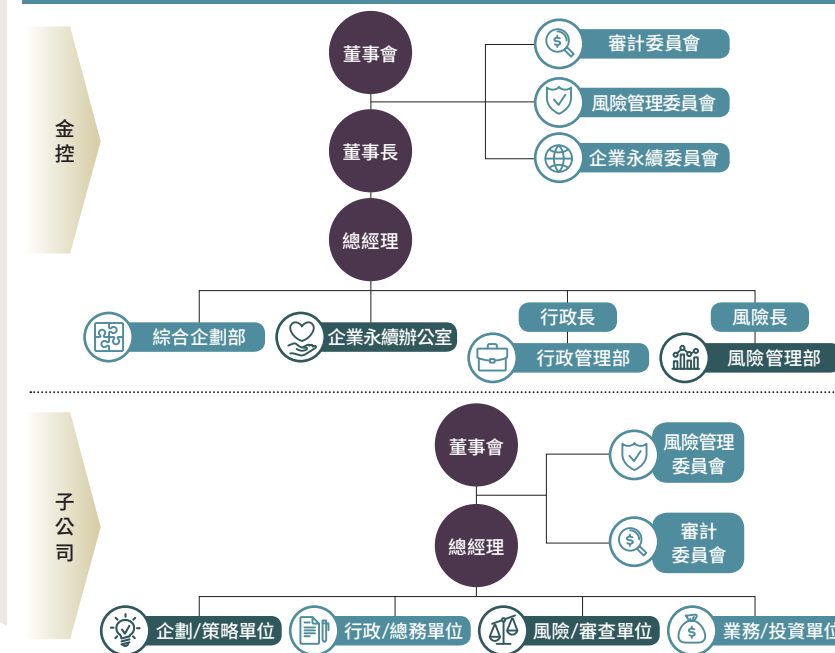 金控
董事會
審計委員會
風險管理委員會
董事長
企業永續委員會
總經理
行政長
風險長
綜合企劃部
企業永續辦公室
行政管理部
風險管理部
子公司
董事會
風險管理
委員會
總經理
審計
委員會
企劃/策略單位
行政/總務單位
風險/審查單位
業務/投資單位